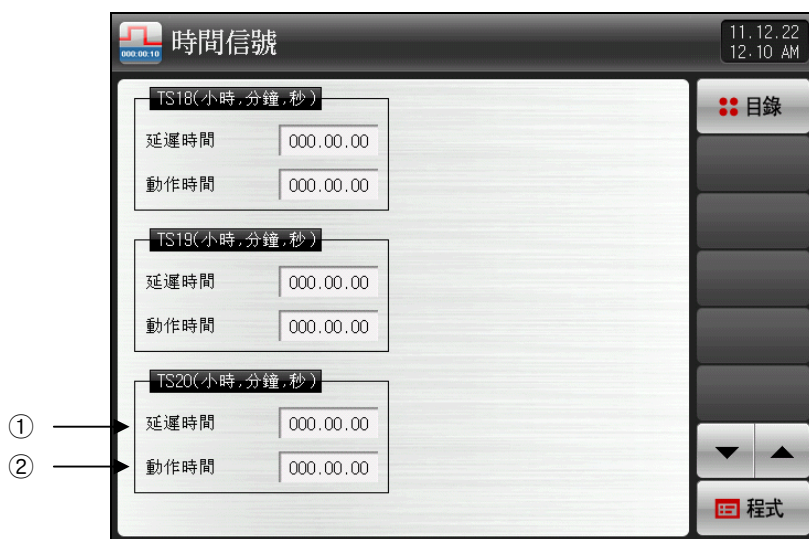 000:00:10
時間信號
11.12.22
12·10 AM
TS18(小時,分鐘,秒)
延遲時間 000.00.00
動作時間 000.00.00
TS19(小時,分鐘,秒)
延遲時間 000.00.00
動作時間 000.00.00
TS20(小時,分鐘,秒)
① 延遲時間 000.00.00
② 動作時間 000.00.00
目錄
程式